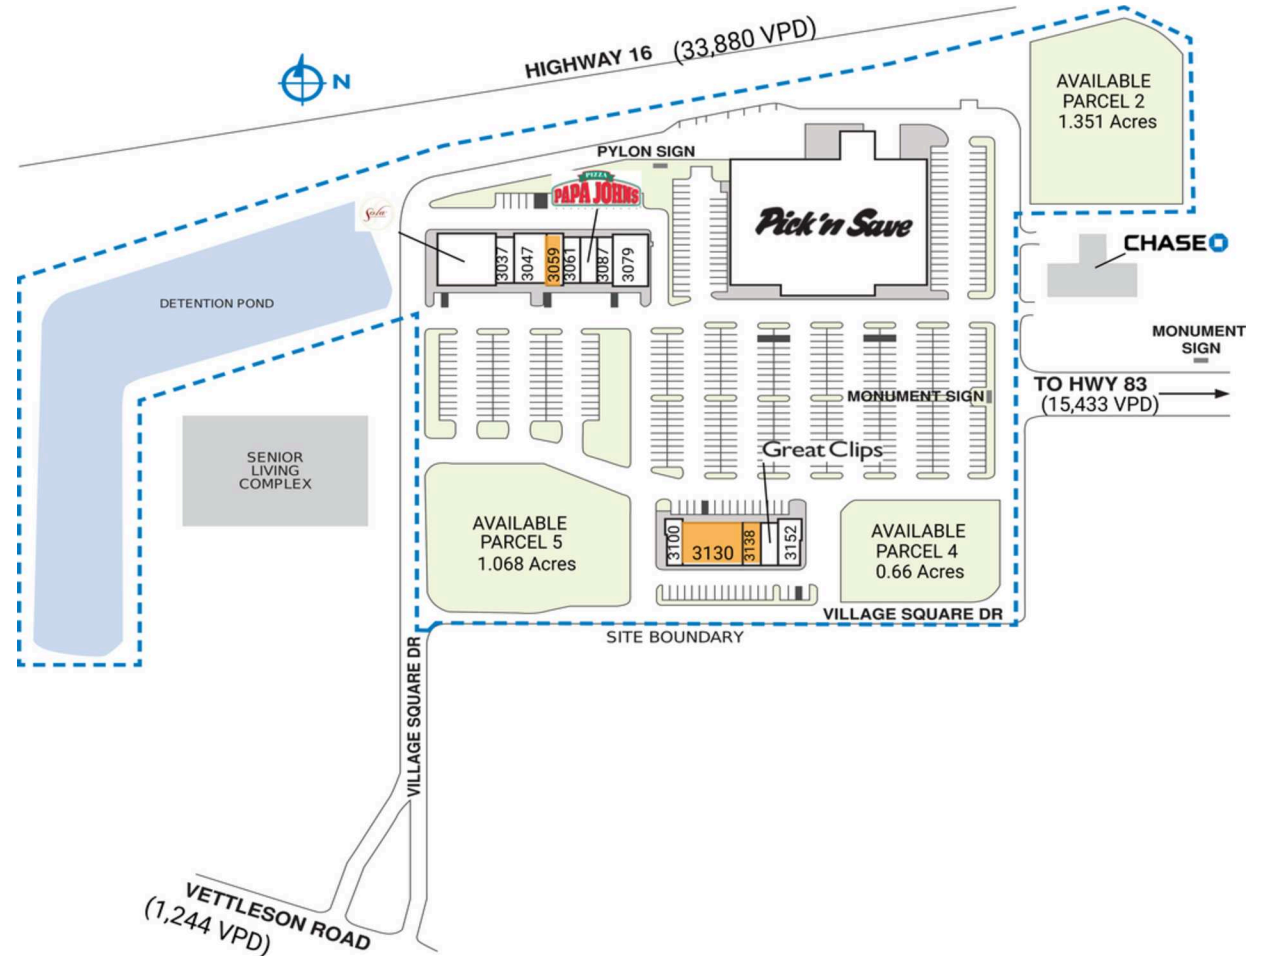 HIGHWAY 16 (33,880 VPD)
N
AVAILABLE
PARCEL 2
1.351 Acres
PYLON SIGN
PIZZA
PAPA JOHNS
Pick 'n Save
CHASE
3037
3047
3059
3061
3087
3079
DETENTION POND
MONUMENT
SIGN
TO HWY 83
(15,433 VPD)
MONUMENT SIGN
SENIOR
LIVING
COMPLEX
Great Clips
AVAILABLE
PARCEL 5
1.068 Acres
3100
3130
3138
3152
AVAILABLE
PARCEL 4
0.66 Acres
VILLAGE SQUARE DR
SITE BOUNDARY
VILLAGE SQUARE DR
VETTLESON ROAD
(1,244 VPD)